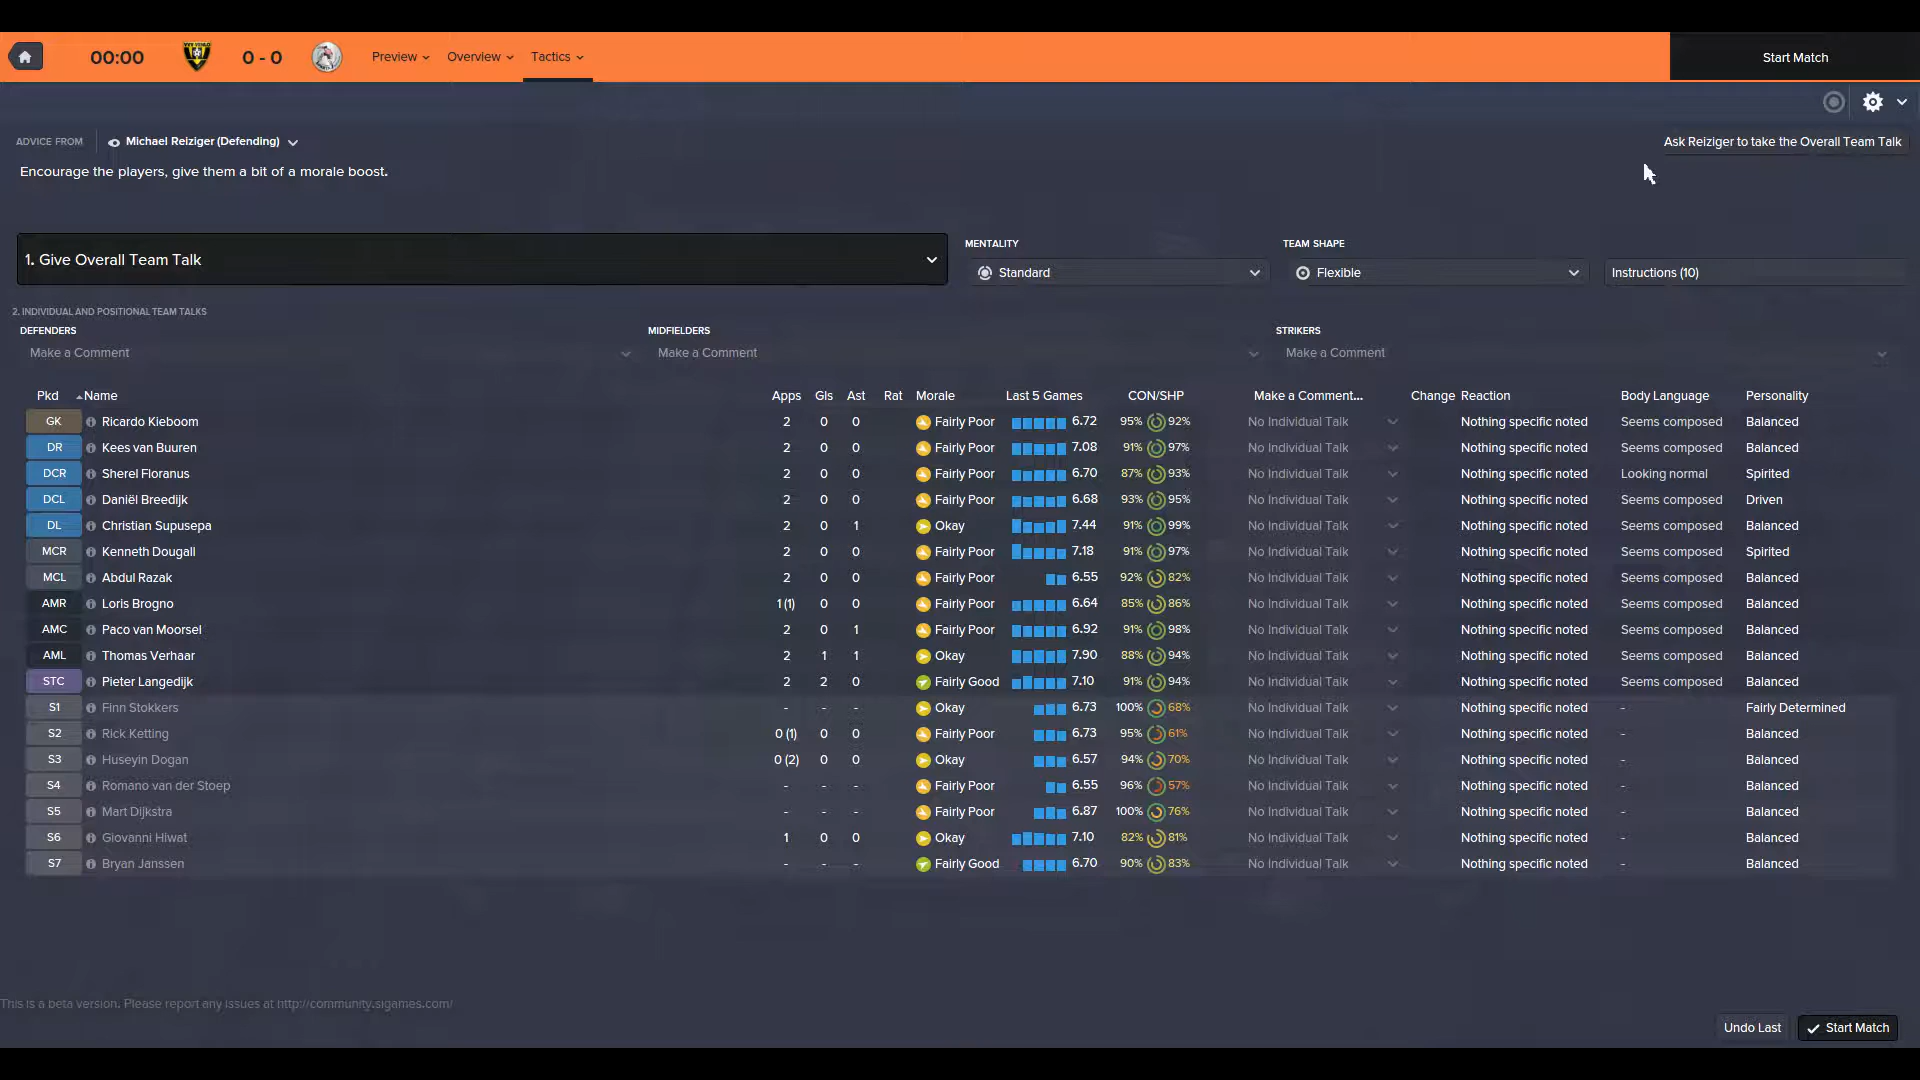 00:00 0 - 0 Preview Overview Tactics Start Match
ADVICE FROM Michael Reiziger (Defending) Ask Reiziger to take the Overall Team Talk
Encourage the players, give them a bit of a morale boost.
MENTALITY TEAM SHAPE
1. Give Overall Team Talk Standard Flexible Instructions (10)
2. INDIVIDUAL AND POSITIONAL TEAM TALKS
DEFENDERS MIDFIELDERS STRIKERS
Make a Comment Make a Comment Make a Comment
Pkd Name Apps Gls Ast Rat Morale Last 5 Games CON/SHP Make a Comment... Change Reaction Body Language Personality
GK Ricardo Kieboom 2 0 0 Fairly Poor 6.72 95% 92% No Individual Talk Nothing specific noted Seems composed Balanced
DR Kees van Buuren 2 0 0 Fairly Poor 7.08 91% 97% No Individual Talk Nothing specific noted Seems composed Balanced
DCR Sherel Floranus 2 0 0 Fairly Poor 6.70 87% 93% No Individual Talk Nothing specific noted Looking normal Spirited
DCL Daniël Breedijk 2 0 0 Fairly Poor 6.68 93% 95% No Individual Talk Nothing specific noted Seems composed Driven
DL Christian Supusepa 2 0 1 Okay 7.44 91% 99% No Individual Talk Nothing specific noted Seems composed Balanced
MCR Kenneth Dougall 2 0 0 Fairly Poor 7.18 91% 97% No Individual Talk Nothing specific noted Seems composed Spirited
MCL Abdul Razak 2 0 0 Fairly Poor 6.55 92% 82% No Individual Talk Nothing specific noted Seems composed Balanced
AMR Loris Brogno 1 (1) 0 0 Fairly Poor 6.64 85% 86% No Individual Talk Nothing specific noted Seems composed Balanced
AMC Paco van Moorsel 2 0 1 Fairly Poor 6.92 91% 98% No Individual Talk Nothing specific noted Seems composed Balanced
AML Thomas Verhaar 2 1 1 Okay 7.90 88% 94% No Individual Talk Nothing specific noted Seems composed Balanced
STC Pieter Langedijk 2 2 0 Fairly Good 7.10 91% 94% No Individual Talk Nothing specific noted Seems composed Balanced
S1 Finn Stokkers - - - Okay 6.73 100% 68% No Individual Talk Nothing specific noted - Fairly Determined
S2 Rick Ketting 0 (1) 0 0 Fairly Poor 6.73 95% 61% No Individual Talk Nothing specific noted - Balanced
S3 Huseyin Dogan 0 (2) 0 0 Okay 6.57 94% 70% No Individual Talk Nothing specific noted - Balanced
S4 Romano van der Stoep - - - Fairly Poor 6.55 96% 57% No Individual Talk Nothing specific noted - Balanced
S5 Mart Dijkstra - - - Fairly Poor 6.87 100% 76% No Individual Talk Nothing specific noted - Balanced
S6 Giovanni Hiwat 1 0 0 Okay 7.10 82% 81% No Individual Talk Nothing specific noted - Balanced
S7 Bryan Janssen - - - Fairly Good 6.70 90% 83% No Individual Talk Nothing specific noted - Balanced
This is a beta version. Please report any issues at http://community.sigames.com/
Undo Last Start Match